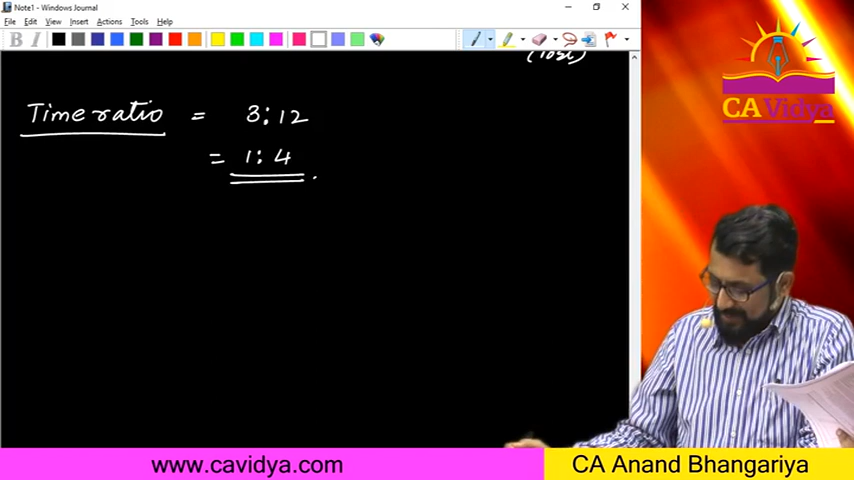 Note1 - Windows Journal
File Edit View Insert Actions Tools Help
B I
Time ratio = 3:12
= 1:4
CA Vidya
www.cavidya.com
CA Anand Bhangariya